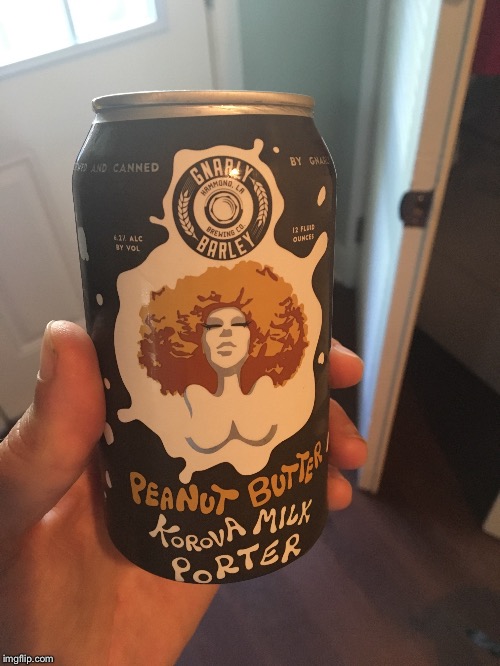 AND CANNED
BY
GNARLY
HAMMOND, LA
BREWING CO.
BARLEY
6.2% ALC
BY VOL
12 FLUID
OUNCES
PEANUT BUTTER
KOROVA MILK
PORTER
imgflip.com